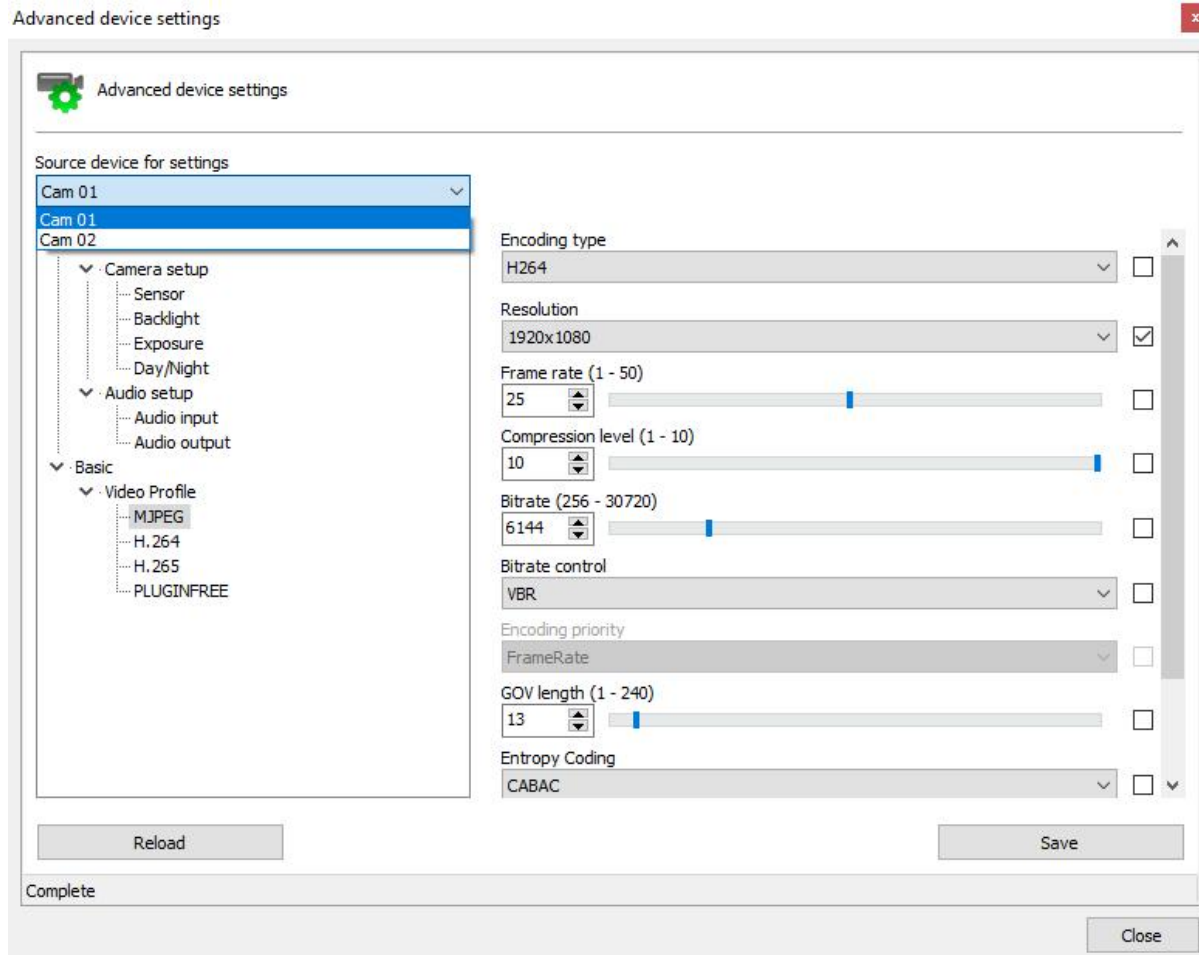 Advanced device settings
x
Advanced device settings
Source device for settings
Cam 01
Cam 01
Cam 02
Camera setup
Sensor
Backlight
Exposure
Day/Night
Audio setup
Audio input
Audio output
Basic
Video Profile
MJPEG
H.264
H.265
PLUGINFREE
Encoding type
H264
Resolution
1920x1080
Frame rate (1 - 50)
25
Compression level (1 - 10)
10
Bitrate (256 - 30720)
6144
Bitrate control
VBR
Encoding priority
FrameRate
GOV length (1 - 240)
13
Entropy Coding
CABAC
Reload
Save
Complete
Close